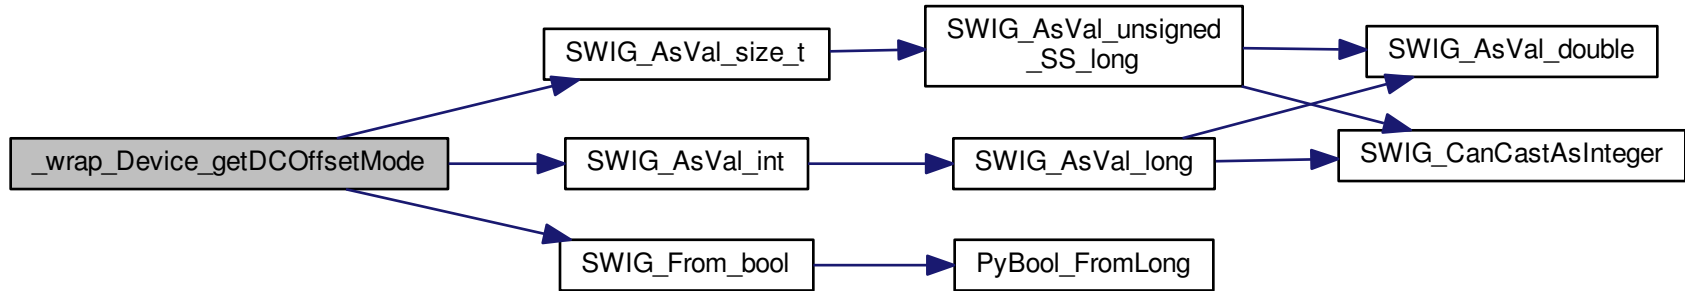 _wrap_Device_getDCOffsetMode
SWIG_AsVal_size_t
SWIG_AsVal_unsigned
_SS_long
SWIG_AsVal_double
SWIG_CanCastAsInteger
SWIG_AsVal_int
SWIG_AsVal_long
SWIG_From_bool
PyBool_FromLong